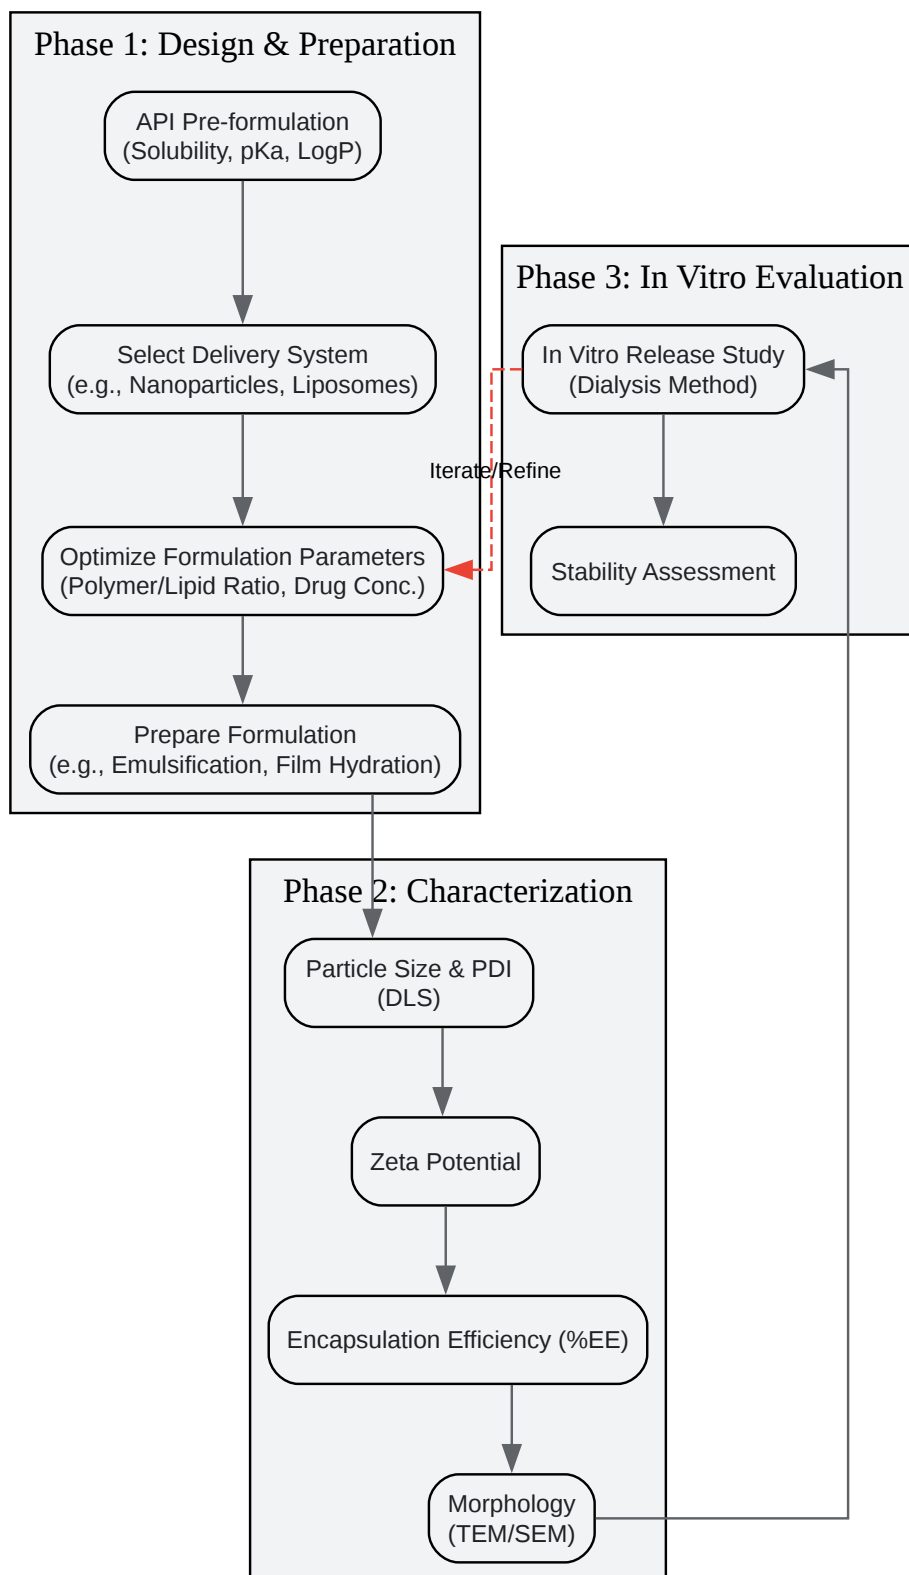 Phase 1: Design & Preparation
API Pre-formulation
(Solubility, pKa, LogP)
Select Delivery System
(e.g., Nanoparticles, Liposomes)
Optimize Formulation Parameters
(Polymer/Lipid Ratio, Drug Conc.)
Prepare Formulation
(e.g., Emulsification, Film Hydration)
Phase 3: In Vitro Evaluation
In Vitro Release Study
(Dialysis Method)
Iterate/Refine
Stability Assessment
Phase 2: Characterization
Particle Size & PDI
(DLS)
Zeta Potential
Encapsulation Efficiency (%EE)
Morphology
(TEM/SEM)